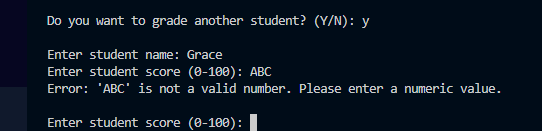 Do you want to grade another student? (Y/N): y
Enter student name: Grace
Enter student score (0-100): ABC
Error: 'ABC' is not a valid number. Please enter a numeric value.
Enter student score (0-100):